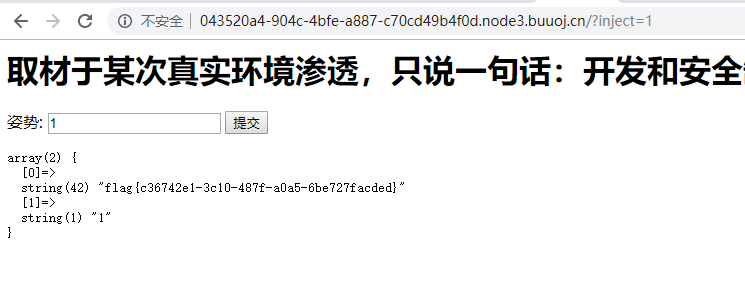 不安全 | 043520a4-904c-4bfe-a887-c70cd49b4f0d.node3.buuoj.cn/?inject=1
取材于某次真实环境渗透，只说一句话：开发和安全
姿势: 1 提交
array(2) {
  [0]=>
  string(42) "flag{c36742e1-3c10-487f-a0a5-6be727facded}"
  [1]=>
  string(1) "1"
}